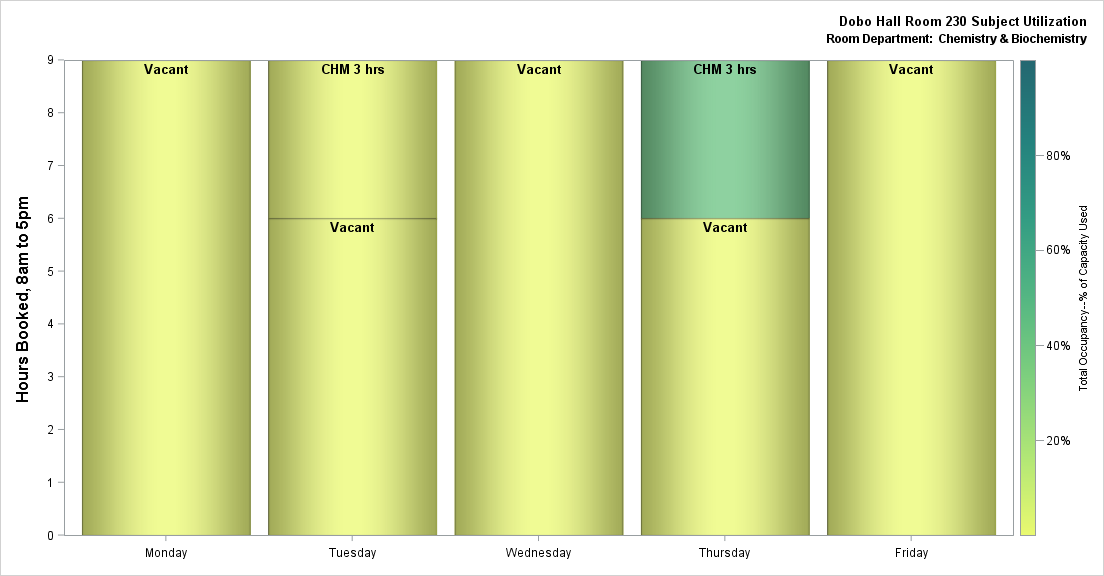 Dobo Hall Room 230 Subject Utilization
Room Department: Chemistry & Biochemistry
Hours Booked, 8am to 5pm
9
8
7
6
5
4
3
2
1
0
Vacant
CHM 3 hrs
Vacant
CHM 3 hrs
Vacant
Vacant
Vacant
Monday
Tuesday
Wednesday
Thursday
Friday
80%
60%
40%
20%
Total Occupancy--% of Capacity Used